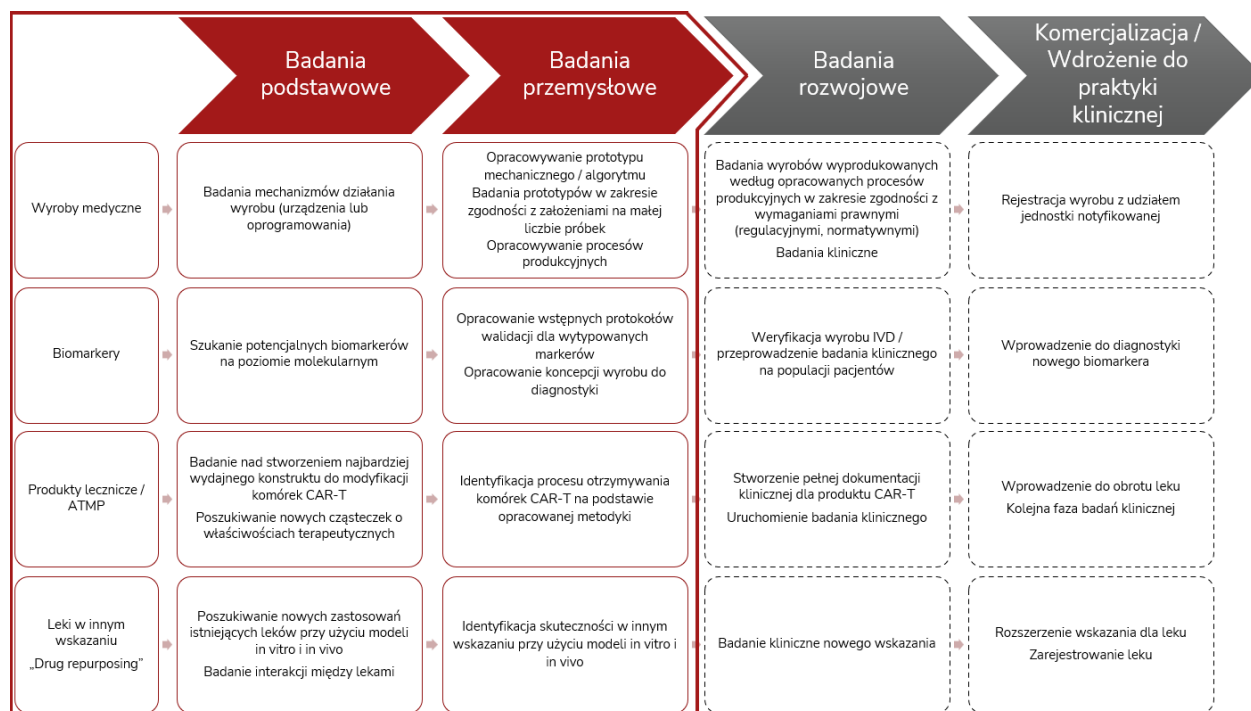 Badania
podstawowe
Badania
przemysłowe
Badania
rozwojowe
Komercjalizacja /
Wdrożenie do
praktyki
klinicznej
Wyroby medyczne
Badania mechanizmów działania
wyrobu (urządzenia lub
oprogramowania)
Opracowywanie prototypu
mechanicznego / algorytmu
Badania prototypów w zakresie
zgodności z założeniami na małej
liczbie próbek
Opracowywanie procesów
produkcyjnych
Badania wyrobów wyprodukowanych
według opracowanych procesów
produkcyjnych w zakresie zgodności z
wymaganiami prawnymi
(regulacyjnymi, normatywnymi)
Badania kliniczne
Rejestracja wyrobu z udziałem
jednostki notyfikowanej
Biomarkery
Szukanie potencjalnych biomarkerów
na poziomie molekularnym
Opracowanie wstępnych protokołów
walidacji dla wytypowanych
markerów
Opracowanie koncepcji wyrobu do
diagnostyki
Weryfikacja wyrobu IVD /
przeprowadzenie badania klinicznego
na populacji pacjentów
Wprowadzenie do diagnostyki
nowego biomarkera
Produkty lecznicze /
ATMP
Badanie nad stworzeniem najbardziej
wydajnego konstruktu do modyfikacji
komórek CAR-T
Poszukiwanie nowych cząsteczek o
właściwościach terapeutycznych
Identyfikacja procesu otrzymywania
komórek CAR-T na podstawie
opracowanej metodyki
Stworzenie pełnej dokumentacji
klinicznej dla produktu CAR-T
Uruchomienie badania klinicznego
Wprowadzenie do obrotu leku
Kolejna faza badań klinicznej
Leki w innym
wskazaniu
„Drug repurposing”
Poszukiwanie nowych zastosowań
istniejących leków przy użyciu modeli
in vitro i in vivo
Badanie interakcji między lekami
Identyfikacja skuteczności w innym
wskazaniu przy użyciu modeli in vitro i
in vivo
Badanie kliniczne nowego wskazania
Rozszerzenie wskazania dla leku
Zarejestrowanie leku